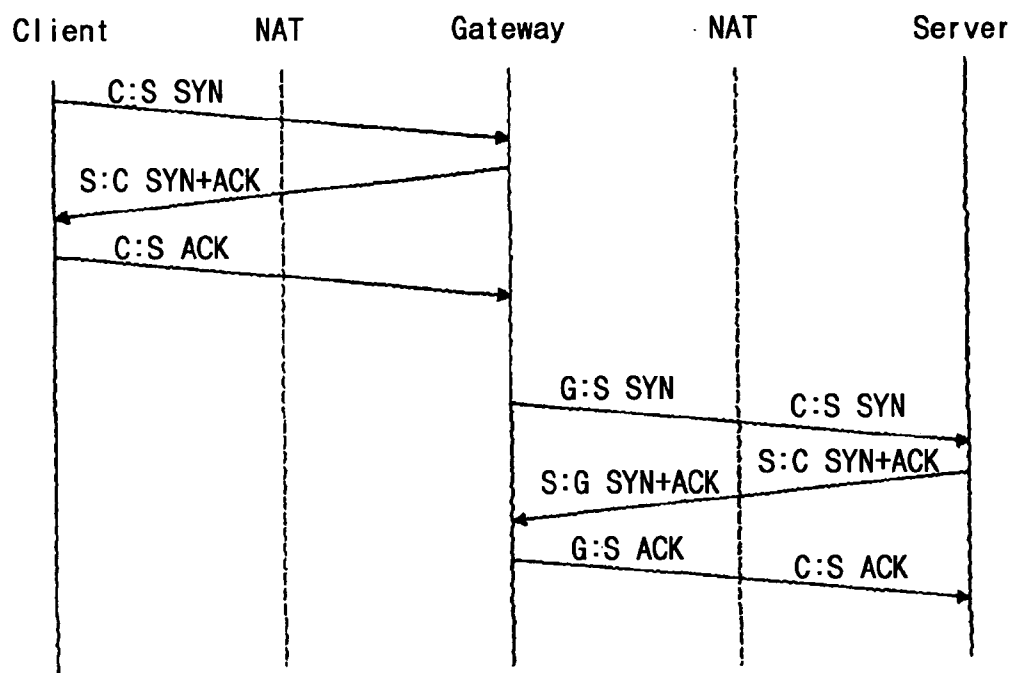 Client NAT Gateway NAT Server
C:S SYN
S:C SYN+ACK
C:S ACK
G:S SYN C:S SYN
S:C SYN+ACK
S:G SYN+ACK
G:S ACK C:S ACK